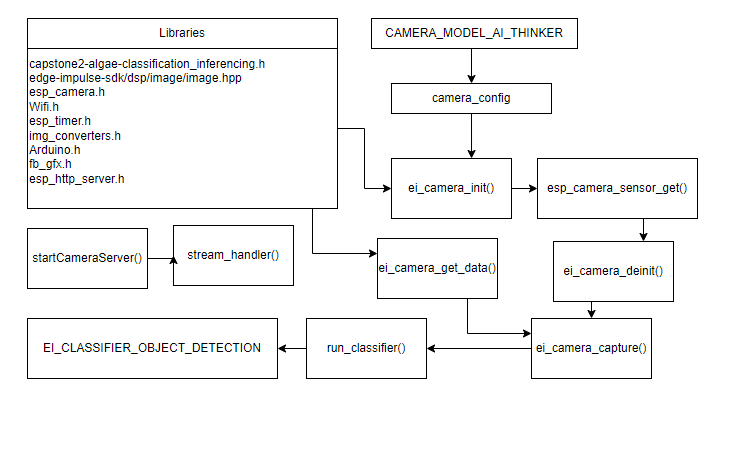 Libraries
CAMERA_MODEL_AI_THINKER
capstone2-algae-classification_inferencing.h
edge-impulse-sdk/dsp/image/image.hpp
esp_camera.h
Wifi.h
esp_timer.h
img_converters.h
Arduino.h
fb_gfx.h
esp_http_server.h
camera_config
ei_camera_init()
esp_camera_sensor_get()
startCameraServer()
stream_handler()
ei_camera_get_data()
ei_camera_deinit()
EI_CLASSIFIER_OBJECT_DETECTION
run_classifier()
ei_camera_capture()